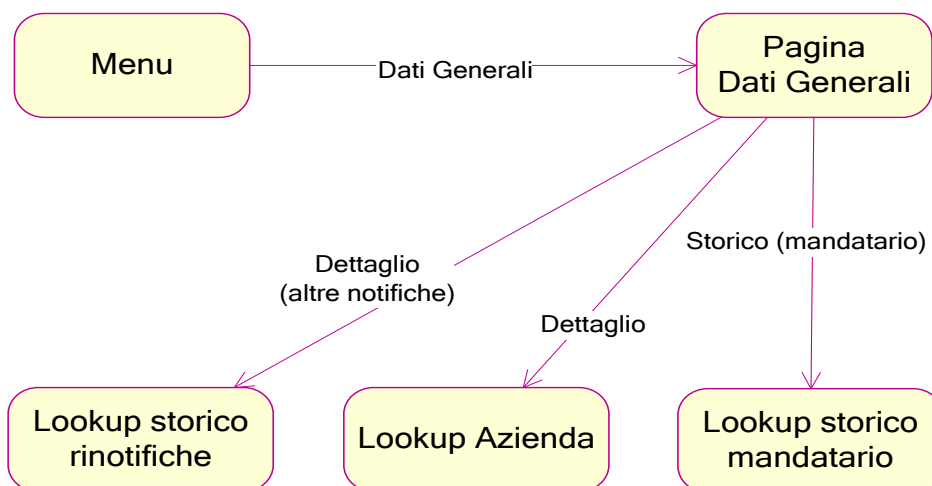 Menu
Dati Generali
Pagina
Dati Generali
Storico (mandatario)
Dettaglio
(altre notifiche)
Dettaglio
Lookup storico
rinotifiche
Lookup Azienda
Lookup storico
mandatario